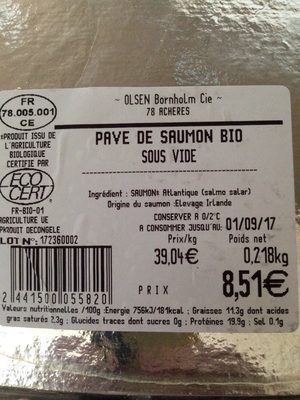 FR
78.005.001
CE
~ OLSEN Bornholm Cie ~
78 ACHERES
*PRODUIT ISSU DE
L'AGRICULTURE
BIOLOGIQUE
CERTIFIE PAR
PAVE DE SAUMON BIO
SOUS VIDE
ECO
CERT
FR-BIO-01
AGRICULTURE UE
PRODUIT DECONGELE
LOT N°: 172360002
Ingrédient : SAUMON* Atlantique (salmo salar)
Origine du saumon :Elevage Irlande
CONSERVER A 0/2°C
A CONSOMMER JUSQU'AU: 01/09/17
Prix/kg
Poids net
39,04€
0,218kg
PRIX
8,51€
2 441500 055820
Valeurs nutritionnelles /100g :Energie 756kJ/181kcal ; Graisses 11.3g dont acides
gras saturés 2.3g ; Glucides traces dont sucres 0g ; Protéines 19.9g ; Sel 0.1g